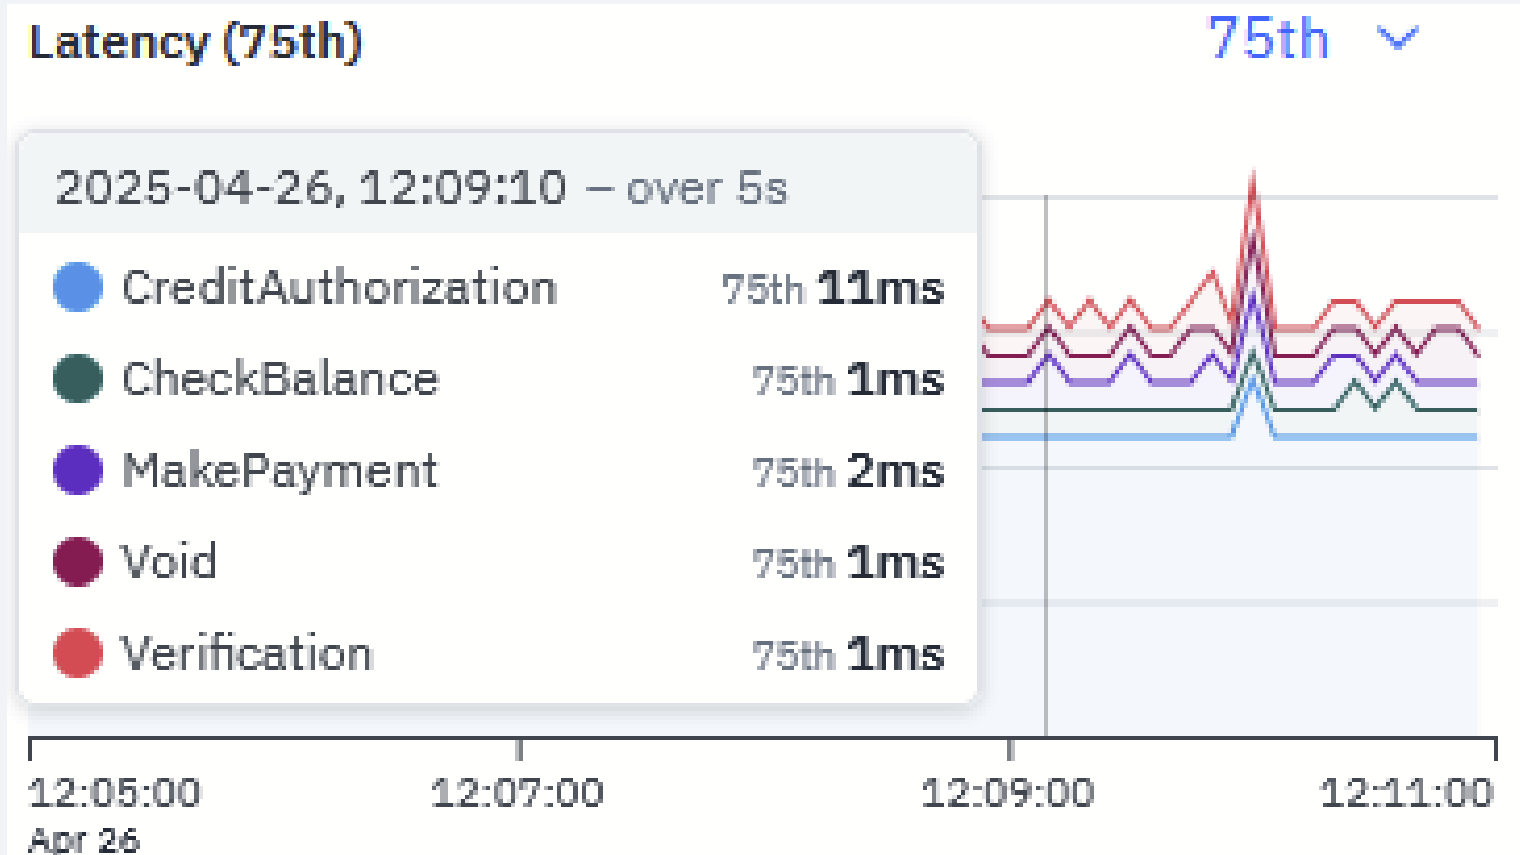 Latency (75th) 75th
2025-04-26, 12:09:10 – over 5s
CreditAuthorization 75th 11ms
CheckBalance 75th 1ms
MakePayment 75th 2ms
Void 75th 1ms
Verification 75th 1ms
12:05:00 12:07:00 12:09:00 12:11:00
Apr 26